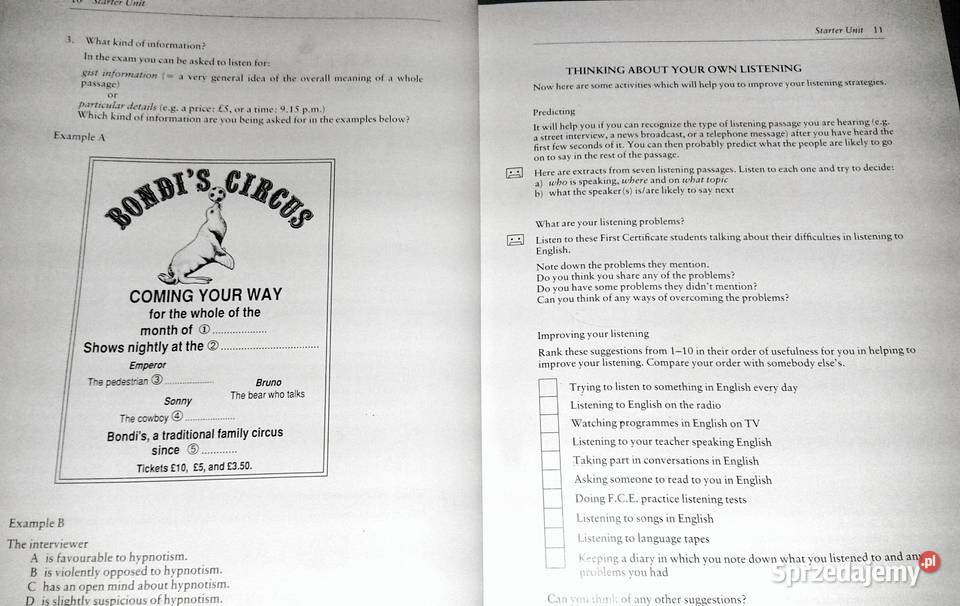 10 Starter Unit
3. What kind of information?
In the exam you can be asked to listen for:
gist information (= a very general idea of the overall meaning of a whole
passage)
or
particular details (e.g. a price: £5, or a time: 9.15 p.m.)
Which kind of information are you being asked for in the examples below?
Example A
BONDI'S CIRCUS
COMING YOUR WAY
for the whole of the
month of ① ...................
Shows nightly at the ② ..................................
Emperor
The pedestrian ③ .................
Bruno
The bear who talks
Sonny
The cowboy ④ .................
Bondi's, a traditional family circus
since ⑤ ............
Tickets £10, £5, and £3.50.
Example B
The interviewer
A is favourable to hypnotism.
B is violently opposed to hypnotism.
C has an open mind about hypnotism.
D is slightly suspicious of hypnotism.
Starter Unit 11
THINKING ABOUT YOUR OWN LISTENING
Now here are some activities which will help you to improve your listening strategies.
Predicting
It will help you if you can recognize the type of listening passage you are hearing (e.g.
a street interview, a news broadcast, or a telephone message) after you have heard the
first few seconds of it. You can then probably predict what the people are likely to go
on to say in the rest of the passage.
Here are extracts from seven listening passages. Listen to each one and try to decide:
a) who is speaking, where and on what topic
b) what the speaker(s) is/are likely to say next
What are your listening problems?
Listen to these First Certificate students talking about their difficulties in listening to
English.
Note down the problems they mention.
Do you think you share any of the problems?
Do you have some problems they didn't mention?
Can you think of any ways of overcoming the problems?
Improving your listening
Rank these suggestions from 1–10 in their order of usefulness for you in helping to
improve your listening. Compare your order with somebody else's.
Trying to listen to something in English every day
Listening to English on the radio
Watching programmes in English on TV
Listening to your teacher speaking English
Taking part in conversations in English
Asking someone to read to you in English
Doing F.C.E. practice listening tests
Listening to songs in English
Listening to language tapes
Keeping a diary in which you note down what you listened to and any
problems you had
Can you think of any other suggestions?
Sprzedajemy.pl